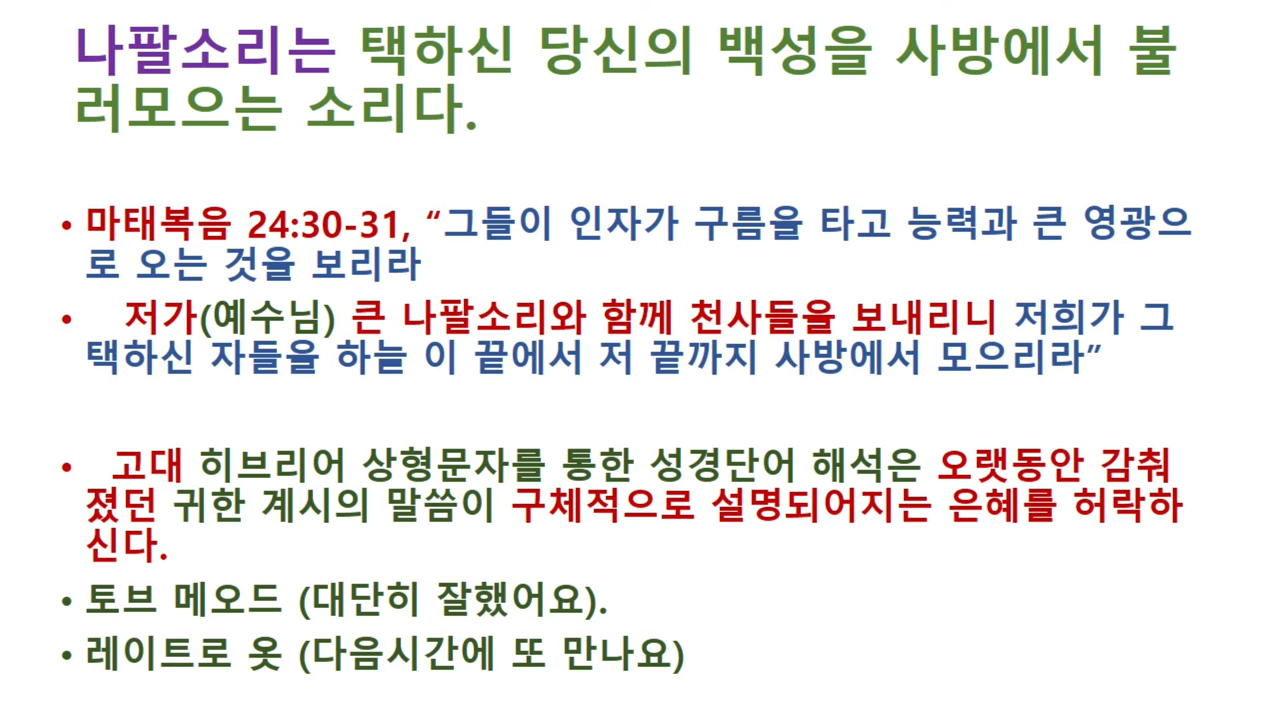 나팔소리는 택하신 당신의 백성을 사방에서 불
러모으는 소리다.
• 마태복음 24:30-31, “그들이 인자가 구름을 타고 능력과 큰 영광으
로 오는 것을 보리라
• 저가(예수님) 큰 나팔소리와 함께 천사들을 보내리니 저희가 그
택하신 자들을 하늘 이 끝에서 저 끝까지 사방에서 모으리라”
• 고대 히브리어 상형문자를 통한 성경단어 해석은 오랫동안 감춰
졌던 귀한 계시의 말씀이 구체적으로 설명되어지는 은혜를 허락하
신다.
• 토브 메오드 (대단히 잘했어요).
• 레이트로 옷 (다음시간에 또 만나요)